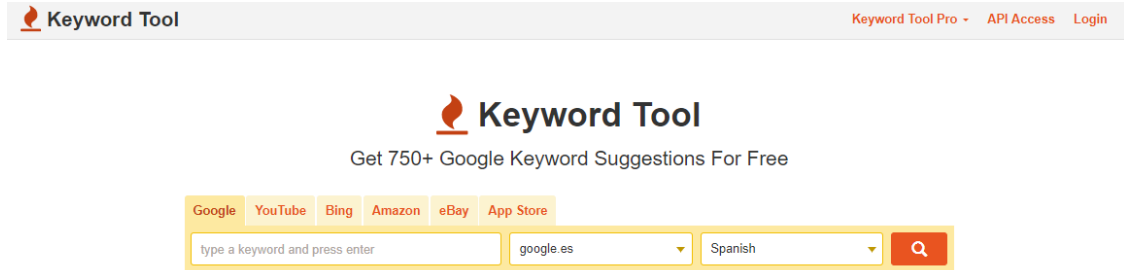 Keyword Tool
Keyword Tool Pro API Access Login
Keyword Tool
Get 750+ Google Keyword Suggestions For Free
Google YouTube Bing Amazon eBay App Store
type a keyword and press enter google.es Spanish